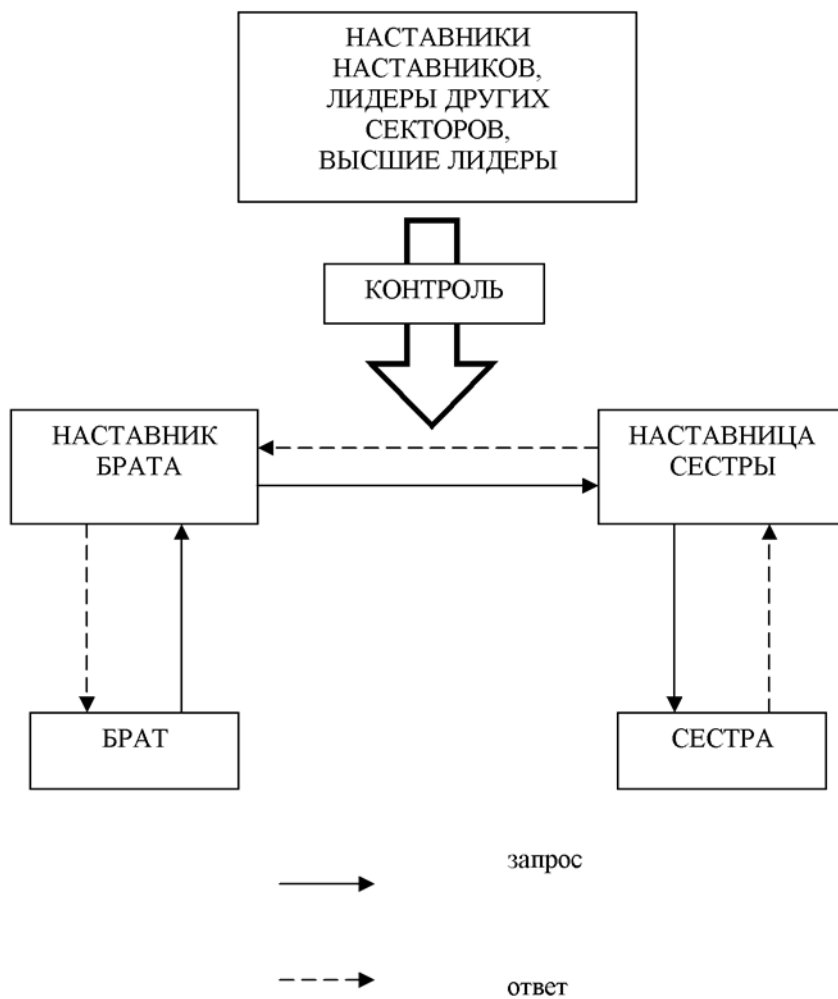 НАСТАВНИКИ
НАСТАВНИКОВ,
ЛИДЕРЫ ДРУГИХ
СЕКТОРОВ,
ВЫСШИЕ ЛИДЕРЫ
КОНТРОЛЬ
НАСТАВНИК
БРАТА
НАСТАВНИЦА
СЕСТРЫ
БРАТ
СЕСТРА
запрос
ответ